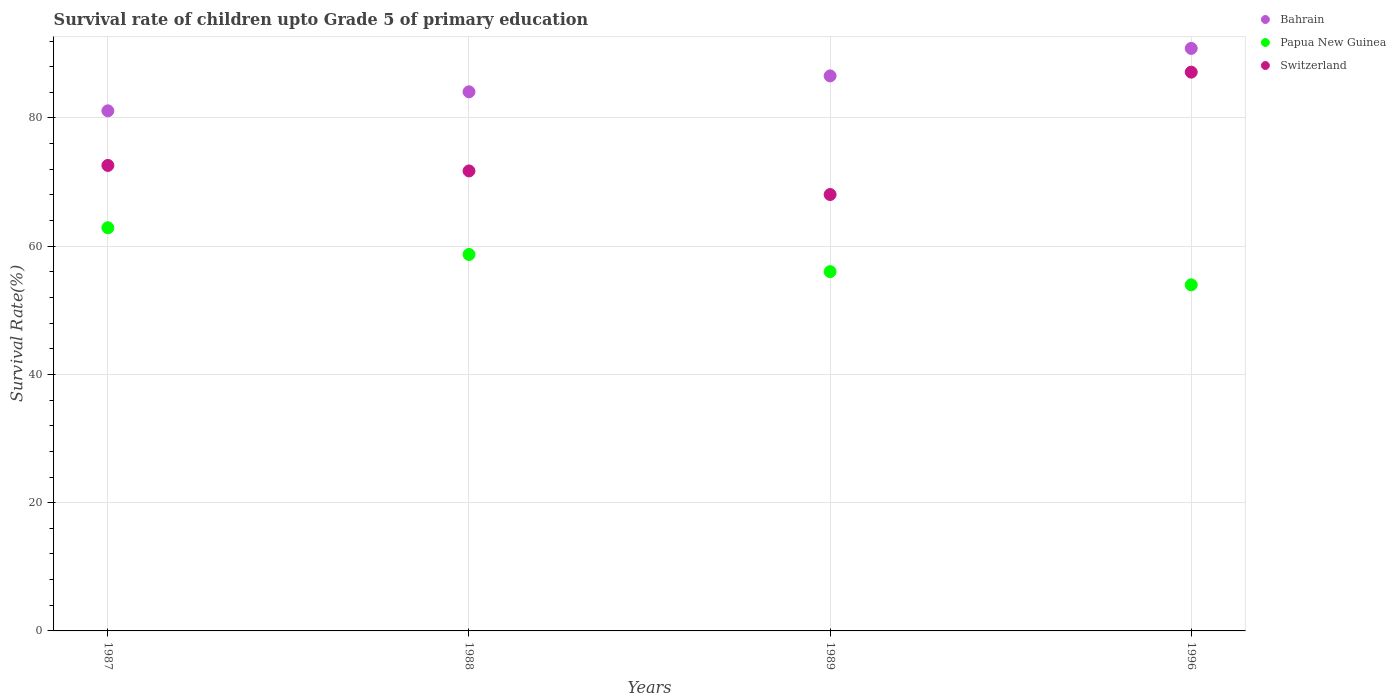 Survival rate of children upto Grade 5 of primary education
Bahrain
Papua New Guinea
Switzerland
Survival Rate(%)
80
60
40
20
0
1987
1988
1989
1996
Years